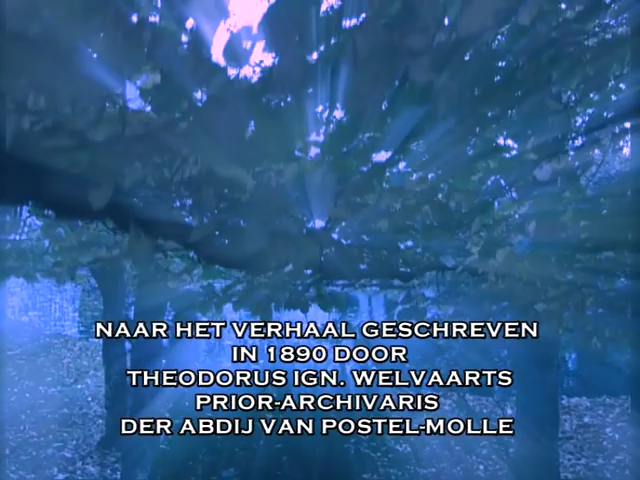 NAAR HET VERHAAL GESCHREVEN
IN 1890 DOOR
THEODORUS IGN. WELVAARTS
PRIOR-ARCHIVARIS
DER ABDIJ VAN POSTEL-MOLLE